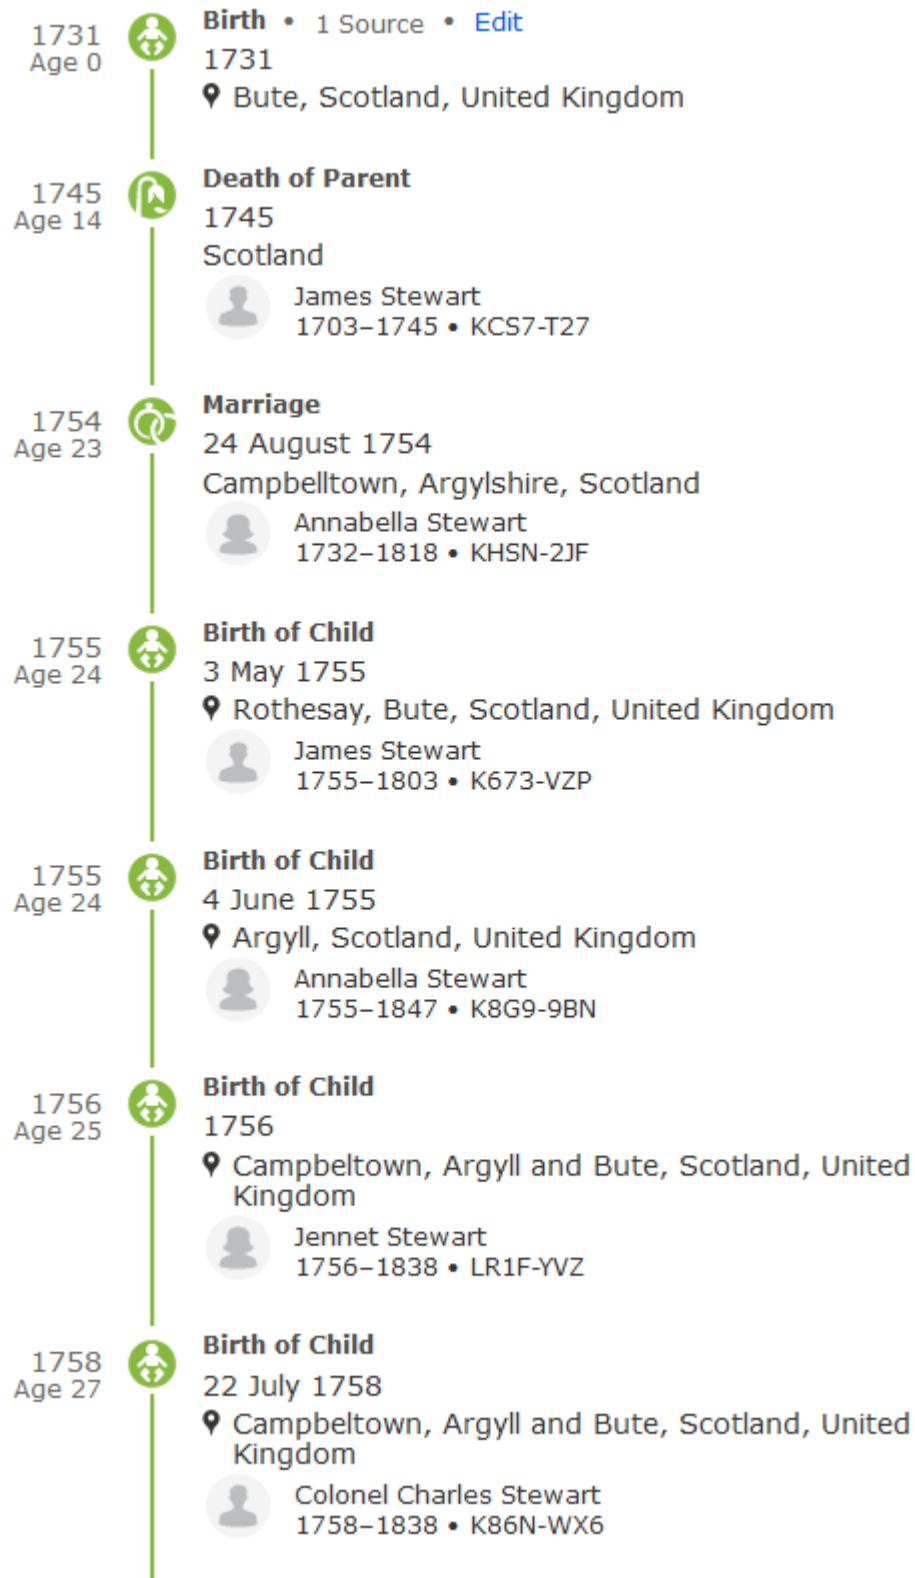 1731
Age 0
Birth • 1 Source • Edit
1731
Bute, Scotland, United Kingdom
1745
Age 14
Death of Parent
1745
Scotland
James Stewart
1703–1745 • KCS7-T27
1754
Age 23
Marriage
24 August 1754
Campbelltown, Argylshire, Scotland
Annabella Stewart
1732–1818 • KHSN-2JF
1755
Age 24
Birth of Child
3 May 1755
Rothesay, Bute, Scotland, United Kingdom
James Stewart
1755–1803 • K673-VZP
1755
Age 24
Birth of Child
4 June 1755
Argyll, Scotland, United Kingdom
Annabella Stewart
1755–1847 • K8G9-9BN
1756
Age 25
Birth of Child
1756
Campbeltown, Argyll and Bute, Scotland, United
Kingdom
Jennet Stewart
1756–1838 • LR1F-YVZ
1758
Age 27
Birth of Child
22 July 1758
Campbeltown, Argyll and Bute, Scotland, United
Kingdom
Colonel Charles Stewart
1758–1838 • K86N-WX6